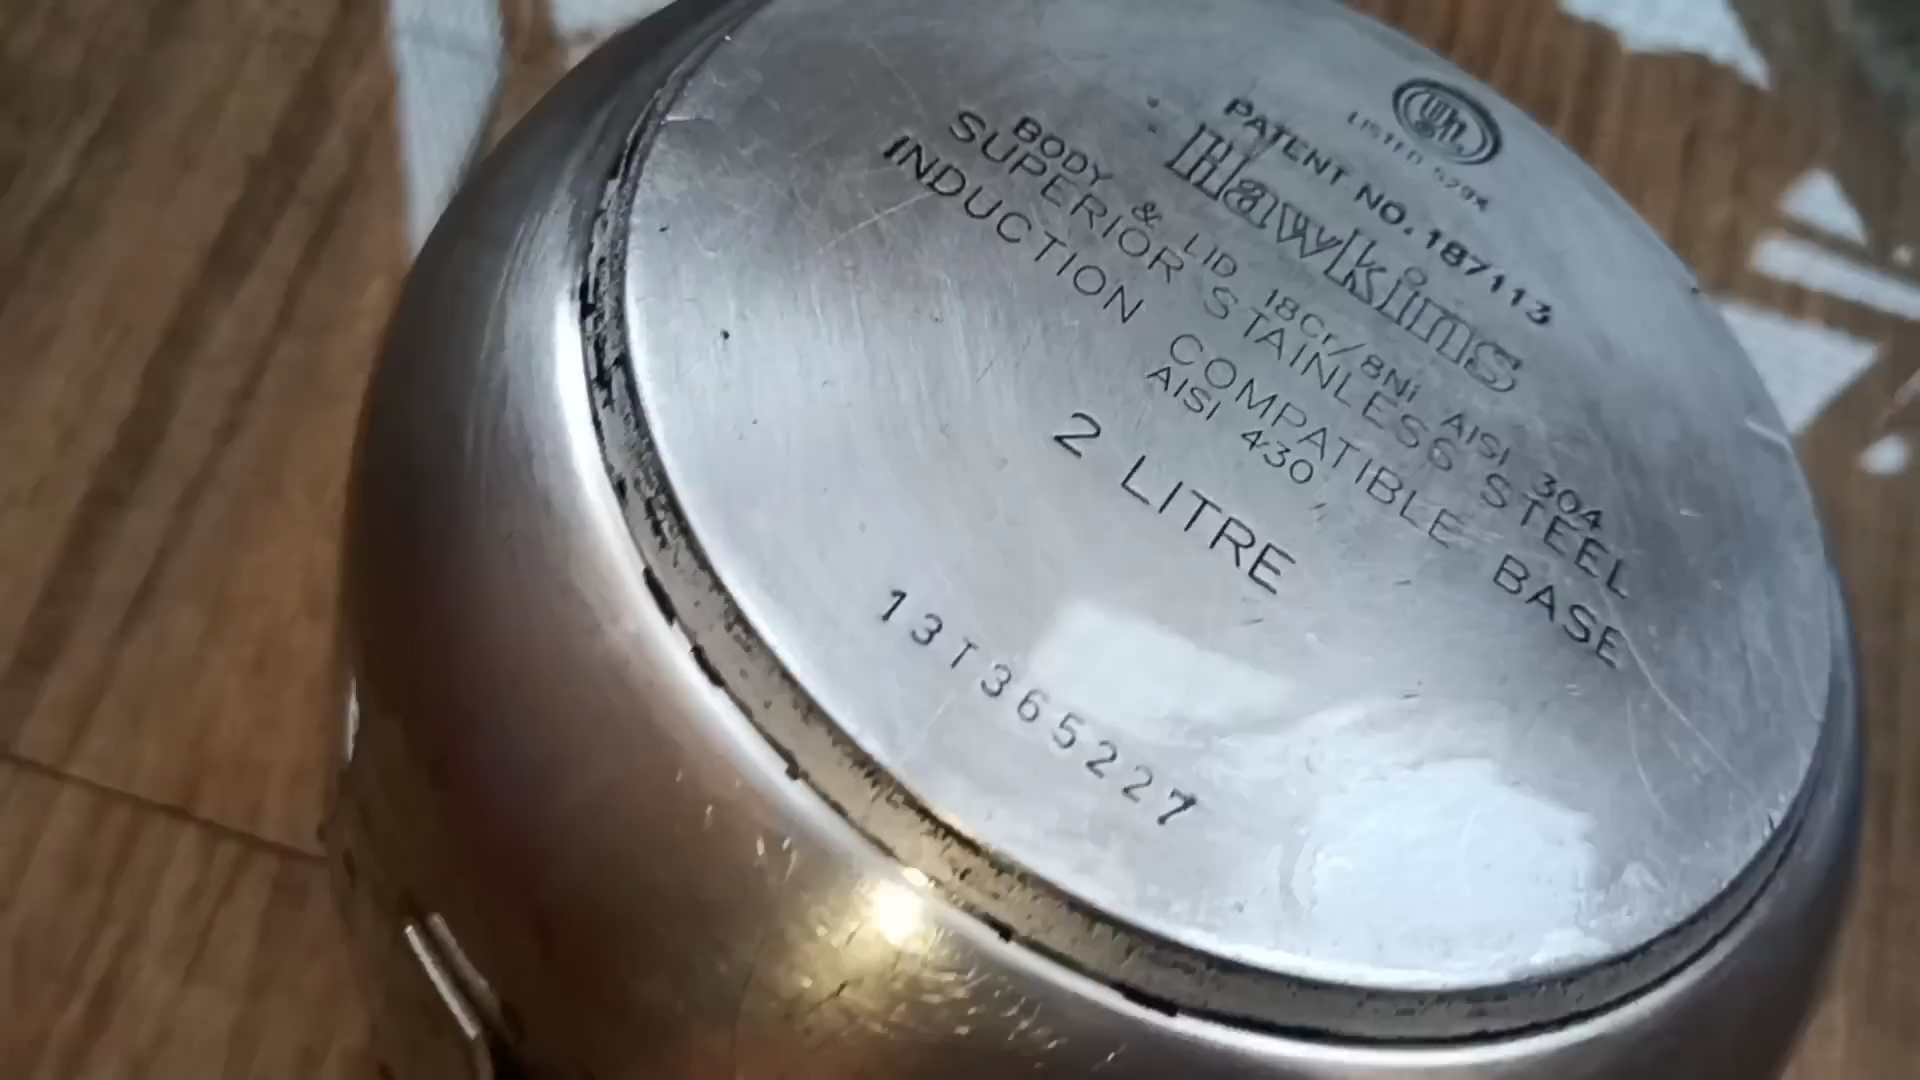 LISTED 529K
PATENT NO. 187113
Hawkins
BODY & LID 18Cr/8Ni AISI 304
SUPERIOR STAINLESS STEEL
INDUCTION COMPATIBLE BASE
AISI 430
2 LITRE
13T365227